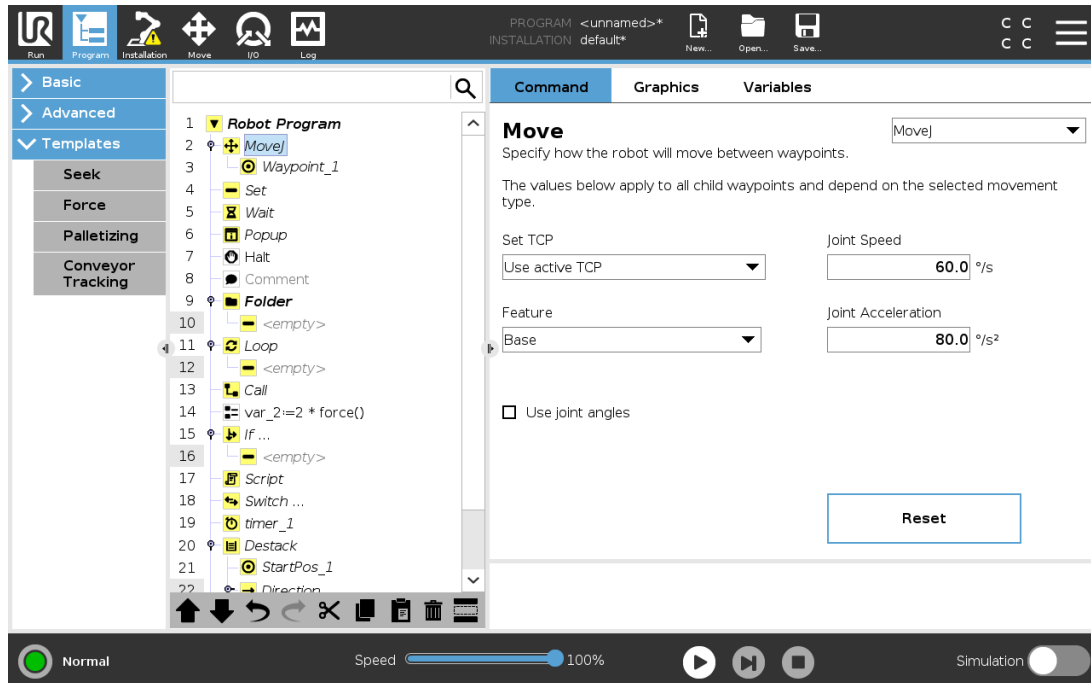 PROGRAM <unnamed>*
INSTALLATION default*
Run Program Installation Move I/O Log New... Open... Save...
C C
C C
Basic
Advanced
Templates
Seek
Force
Palletizing
Conveyor
Tracking
1 Robot Program
2 MoveJ
3 Waypoint_1
4 Set
5 Wait
6 Popup
7 Halt
8 Comment
9 Folder
10 <empty>
11 Loop
12 <empty>
13 Call
14 var_2:=2 * force()
15 If ...
16 <empty>
17 Script
18 Switch ...
19 timer_1
20 Destack
21 StartPos_1
22 Direction
Command Graphics Variables
Move
MoveJ
Specify how the robot will move between waypoints.
The values below apply to all child waypoints and depend on the selected movement
type.
Set TCP Joint Speed
Use active TCP 60.0 °/s
Feature Joint Acceleration
Base 80.0 °/s²
Use joint angles
Reset
Normal Speed 100% Simulation